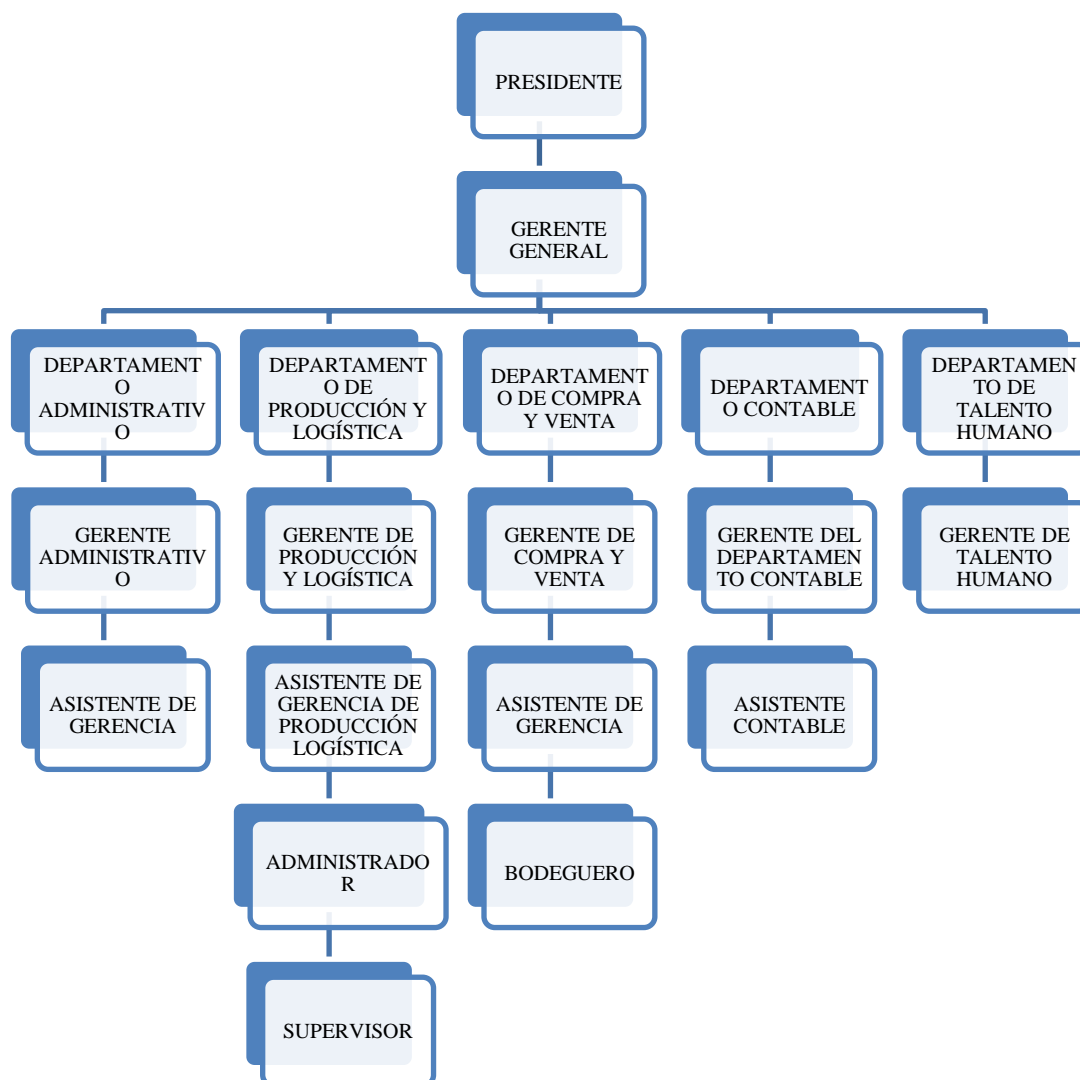 PRESIDENTE
GERENTE
GENERAL
DEPARTAMENT
O
ADMINISTRATIV
O
DEPARTAMENT
O DE
PRODUCCIÓN Y
LOGÍSTICA
DEPARTAMENT
O DE COMPRA
Y VENTA
DEPARTAMENT
O CONTABLE
DEPARTAMEN
TO DE
TALENTO
HUMANO
GERENTE
ADMINISTRATIV
O
GERENTE DE
PRODUCCIÓN
Y LOGÍSTICA
GERENTE DE
COMPRA Y
VENTA
GERENTE DEL
DEPARTAMEN
TO CONTABLE
GERENTE DE
TALENTO
HUMANO
ASISTENTE DE
GERENCIA
ASISTENTE DE
GERENCIA DE
PRODUCCIÓN
LOGÍSTICA
ASISTENTE DE
GERENCIA
ASISTENTE
CONTABLE
ADMINISTRADO
R
BODEGUERO
SUPERVISOR